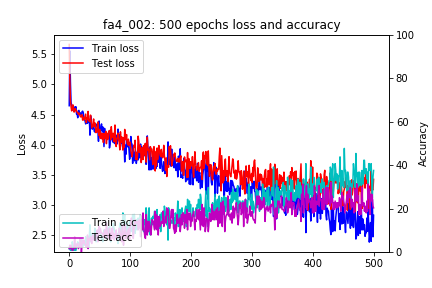 fa4_002: 500 epochs loss and accuracy
Train loss
Test loss
Train acc
Test acc
Loss
5.5
5.0
4.5
4.0
3.5
3.0
2.5
Accuracy
100
80
60
40
20
0
0
100
200
300
400
500